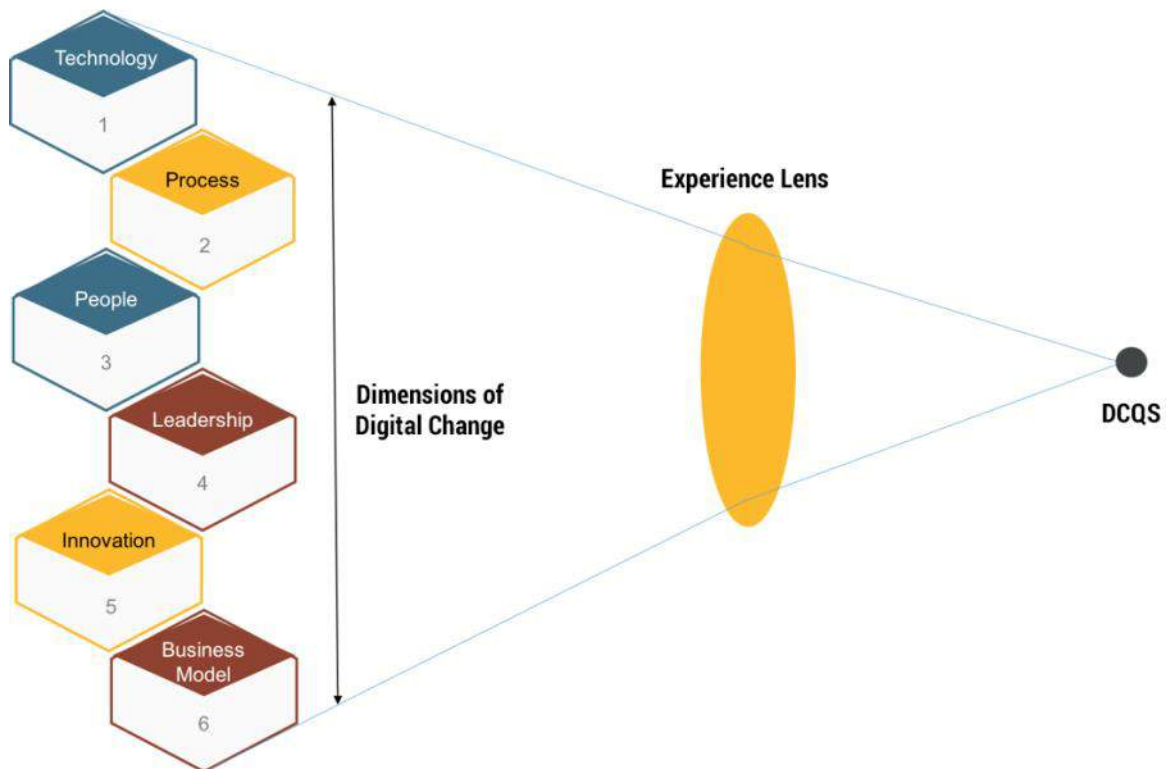 Technology
1
Process
2
People
3
Leadership
4
Innovation
5
Business
Model
6
Dimensions of
Digital Change
Experience Lens
DCQS